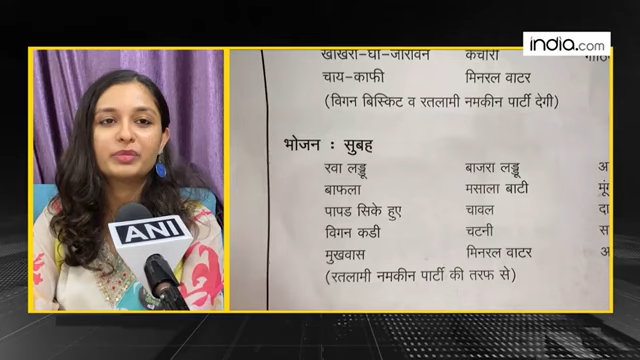 india.com
खाखरा-घी-जीरावन कचोरी
चाय-काफी मिनरल वाटर
(विगन बिस्किट व रतलामी नमकीन पार्टी देगी)
भोजन : सुबह
रवा लड्डू बाजरा लड्डू
बाफला मसाला बाटी
पापड सिके हुए चावल
विगन कडी चटनी
मुखवास मिनरल वाटर
(रतलामी नमकीन पार्टी की तरफ से)
ANI